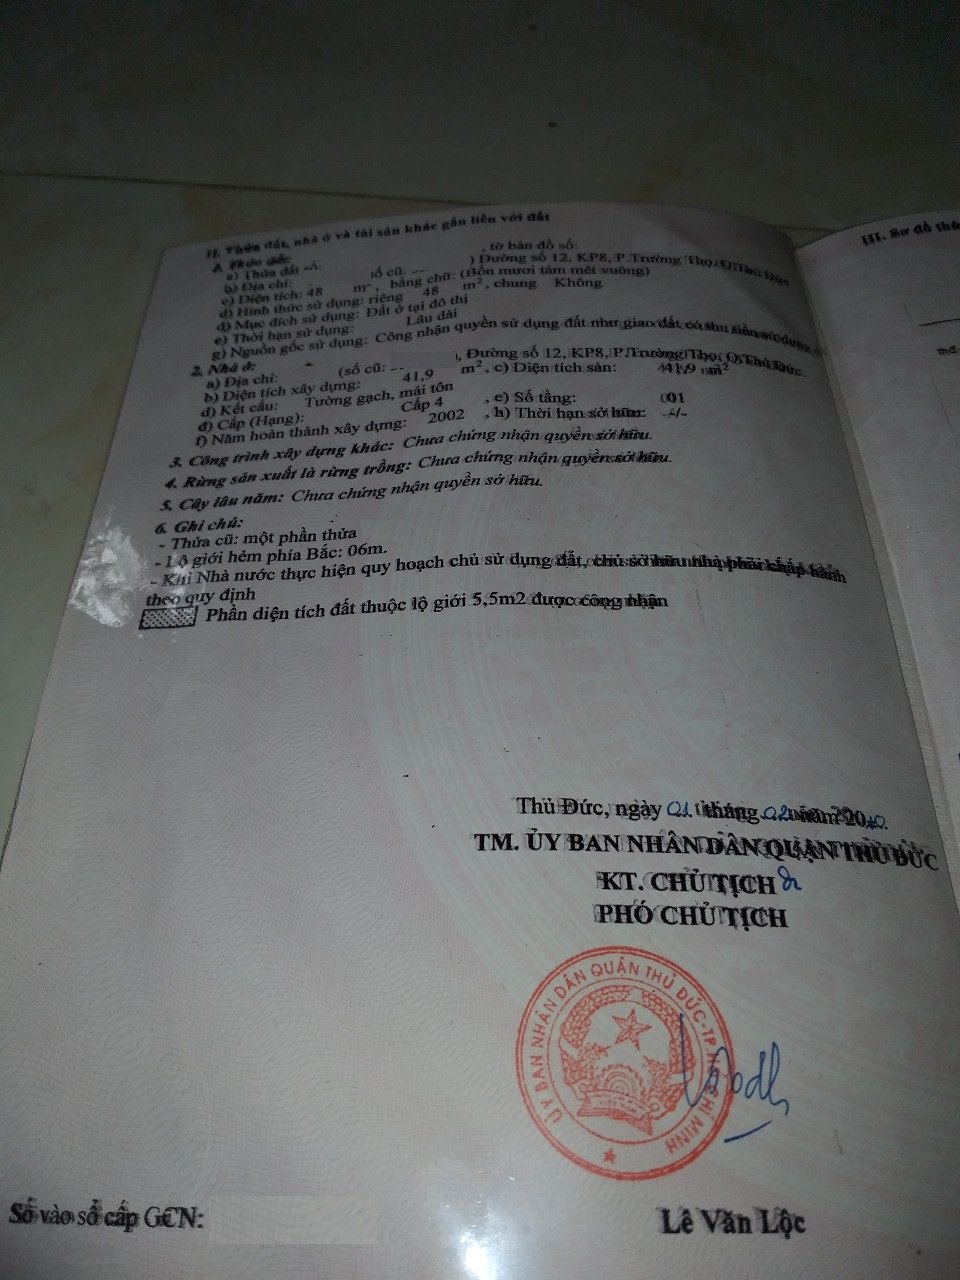 II. Thửa đất, nhà ở và tài sản khác gắn liền với đất
1. Thửa đất:
a) Thửa đất số: , tờ bản đồ số:
b) Địa chỉ: số cũ: ) Đường số 12, KP8, P.Trường Thọ, Q.Thủ Đức
c) Diện tích: 48 m², bằng chữ: (Bốn mươi tám mét vuông)
d) Hình thức sử dụng: riêng 48 m², chung Không
đ) Mục đích sử dụng: Đất ở tại đô thị
e) Thời hạn sử dụng: Lâu dài
g) Nguồn gốc sử dụng: Công nhận quyền sử dụng đất như giao đất có thu tiền sử dụng
2. Nhà ở:
a) Địa chỉ: (số cũ: ), Đường số 12, KP8, P.Trường Thọ, Q.Thủ Đức.
b) Diện tích xây dựng: 41,9 m², c) Diện tích sàn: 41,9 m²
d) Kết cấu: Tường gạch, mái tôn
đ) Cấp (Hạng): Cấp 4 , e) Số tầng: 01
f) Năm hoàn thành xây dựng: 2002 , h) Thời hạn sở hữu: -/-
3. Công trình xây dựng khác: Chưa chứng nhận quyền sở hữu.
4. Rừng sản xuất là rừng trồng: Chưa chứng nhận quyền sở hữu.
5. Cây lâu năm: Chưa chứng nhận quyền sở hữu.
6. Ghi chú:
- Thửa cũ: một phần thửa
- Lộ giới hẻm phía Bắc: 06m.
- Khi Nhà nước thực hiện quy hoạch chủ sử dụng đất, chủ sở hữu nhà phải chấp hành
theo quy định
Phần diện tích đất thuộc lộ giới 5,5m2 được công nhận
Thủ Đức, ngày 01 tháng 02 năm 2010.
TM. ỦY BAN NHÂN DÂN QUẬN THỦ ĐỨC
KT. CHỦ TỊCH
PHÓ CHỦ TỊCH
ỦY BAN NHÂN DÂN QUẬN THỦ ĐỨC-TP.HỒ CHÍ MINH
Số vào sổ cấp GCN:
Lê Văn Lộc
III. Sơ đồ thử